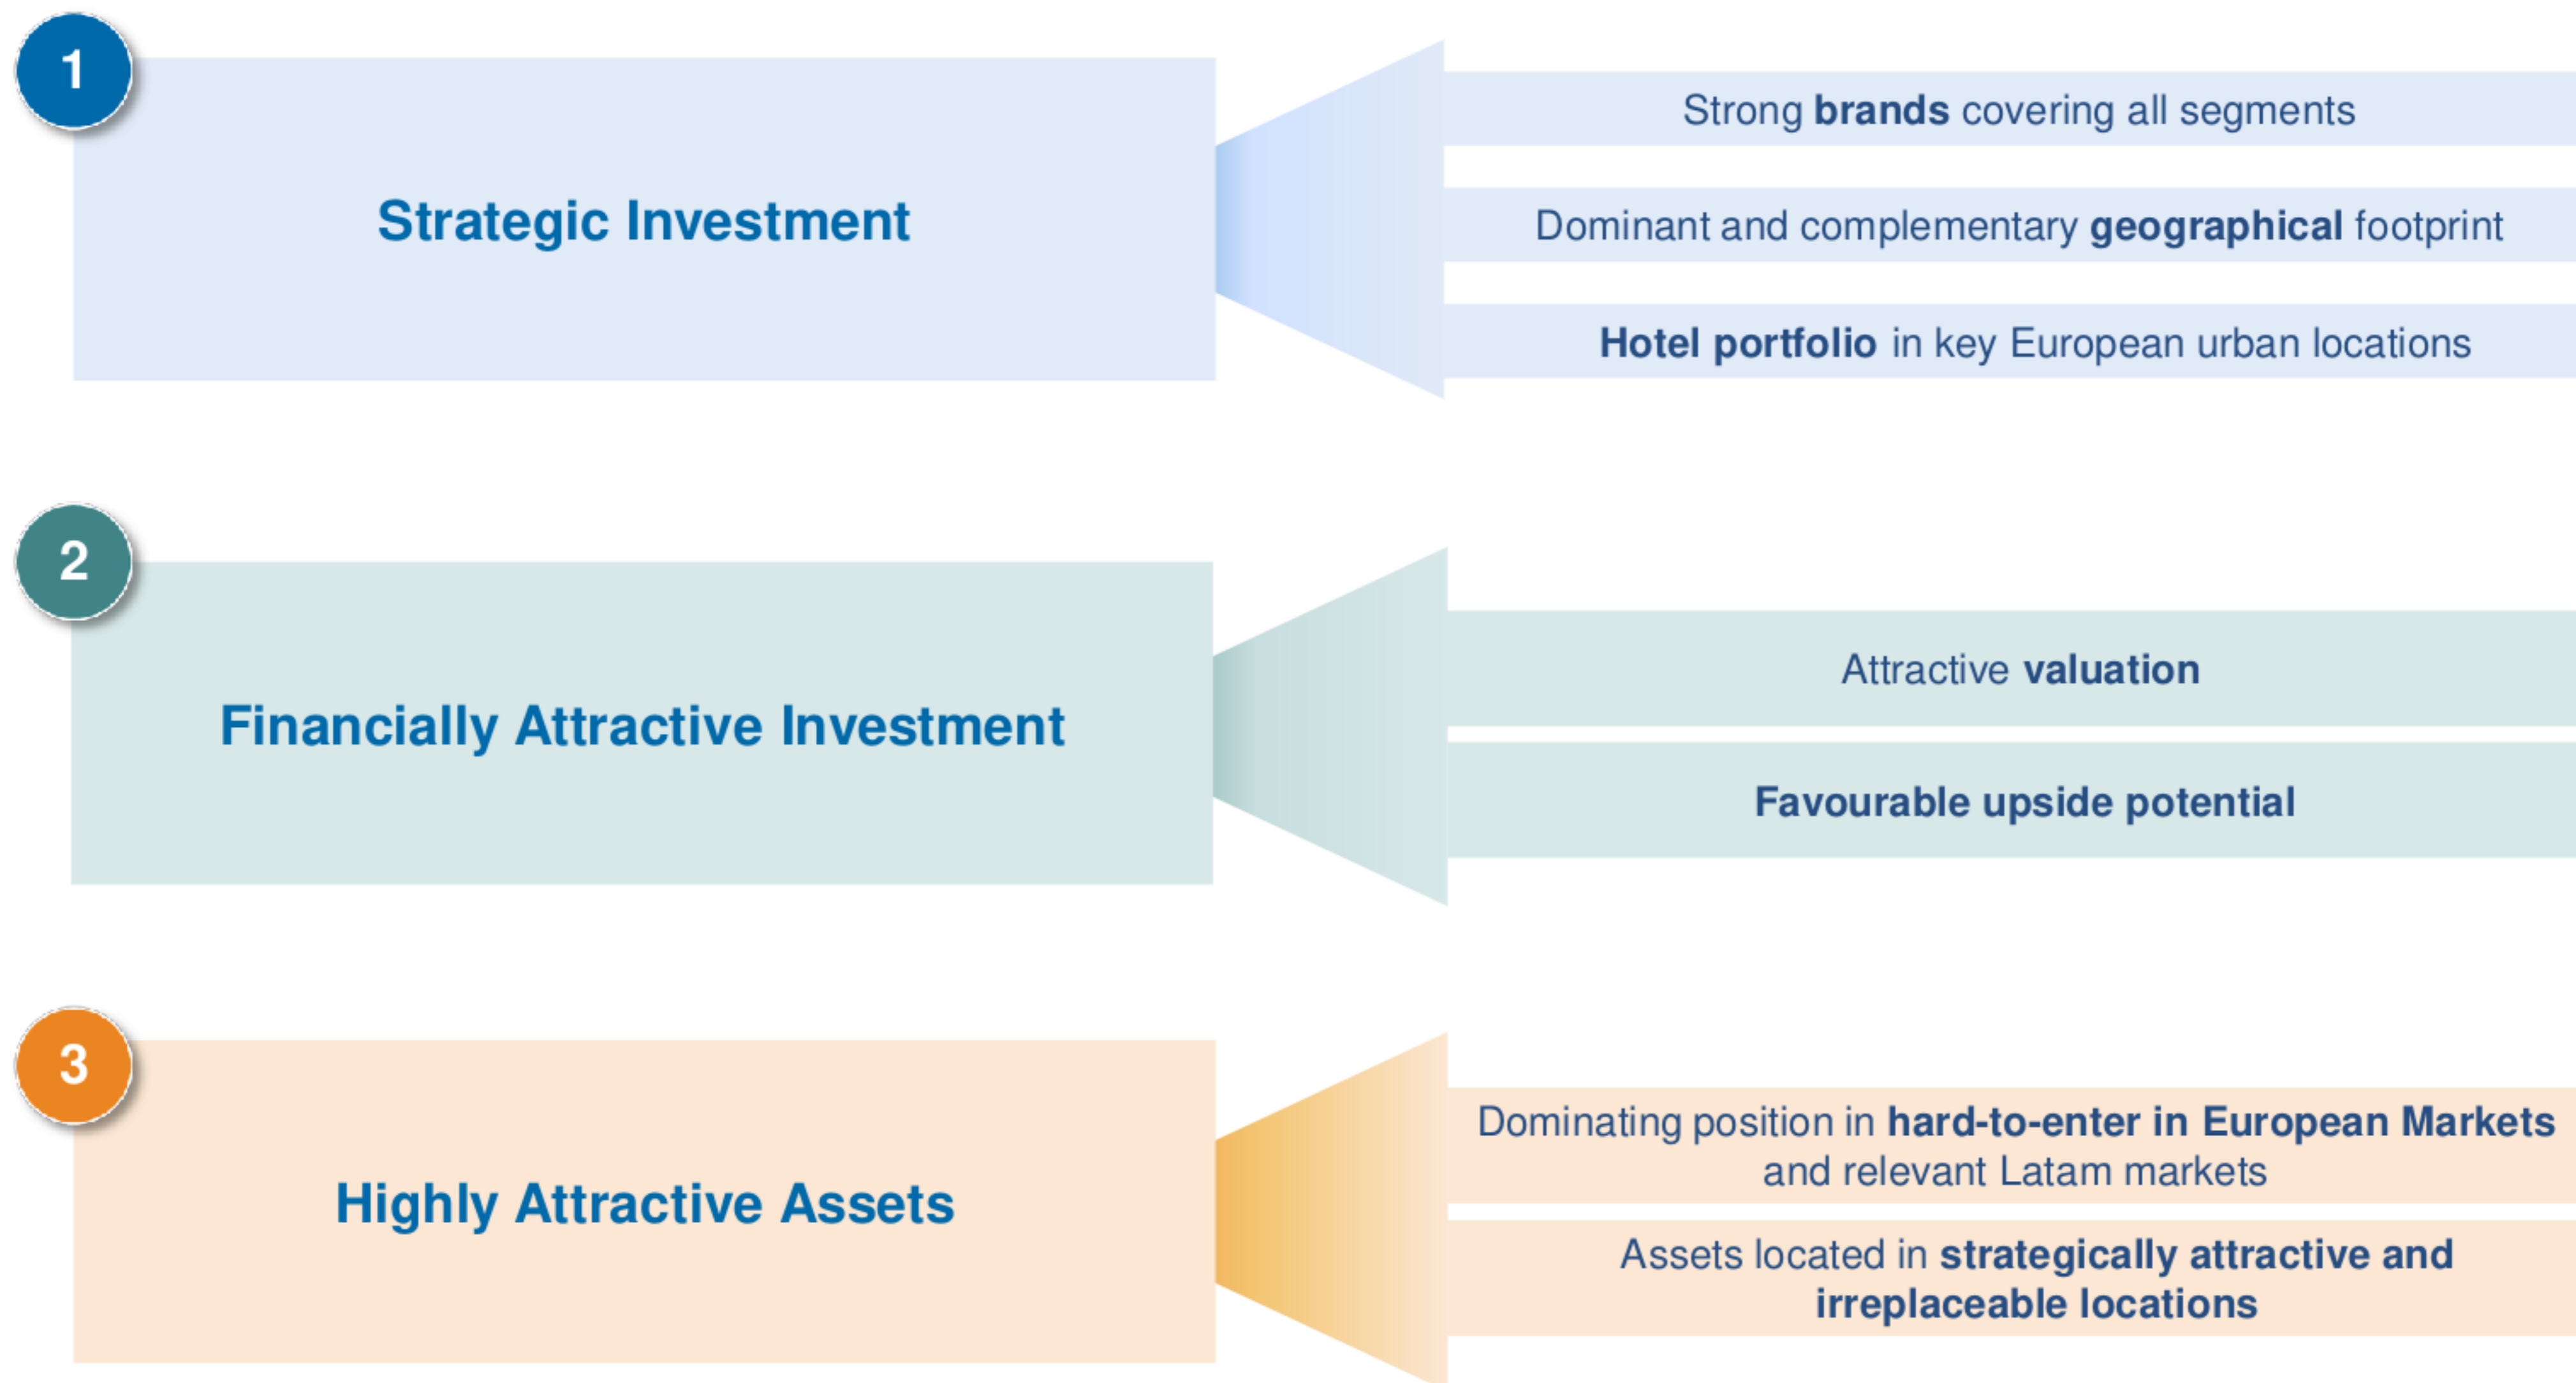 1
Strategic Investment
Strong brands covering all segments
Dominant and complementary geographical footprint
Hotel portfolio in key European urban locations
2
Financially Attractive Investment
Attractive valuation
Favourable upside potential
3
Highly Attractive Assets
Dominating position in hard-to-enter in European Markets
and relevant Latam markets
Assets located in strategically attractive and
irreplaceable locations